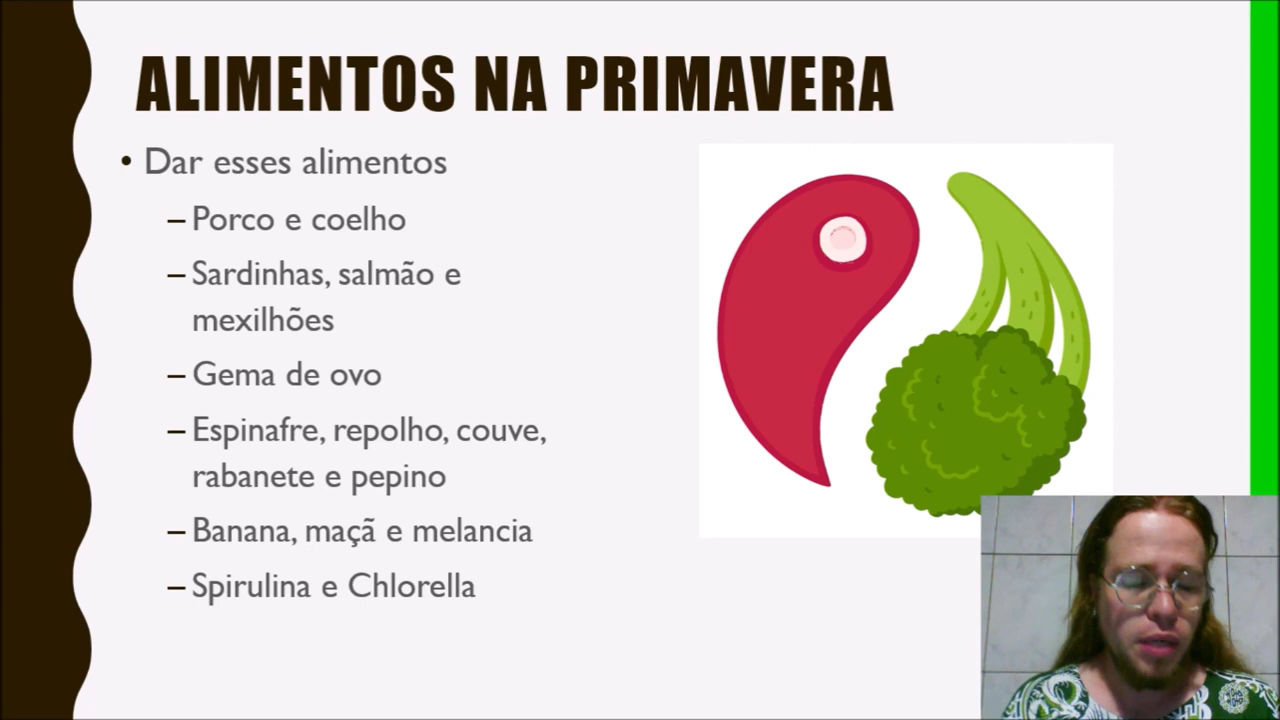 ALIMENTOS NA PRIMAVERA
• Dar esses alimentos
– Porco e coelho
– Sardinhas, salmão e
mexilhões
– Gema de ovo
– Espinafre, repolho, couve,
rabanete e pepino
– Banana, maçã e melancia
– Spirulina e Chlorella